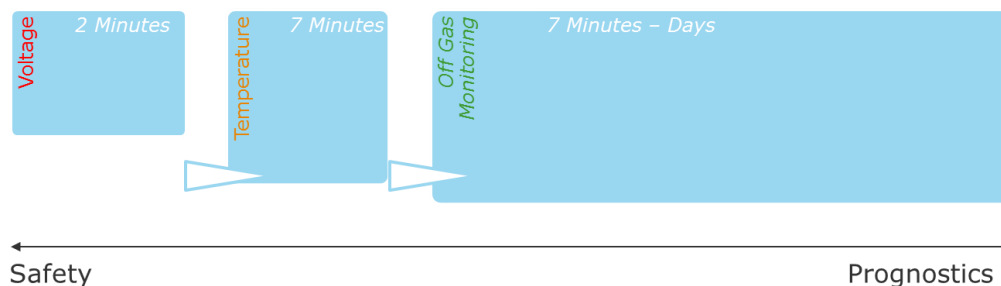 Voltage
2 Minutes
Temperature
7 Minutes
Off Gas
Monitoring
7 Minutes – Days
Safety
Prognostics